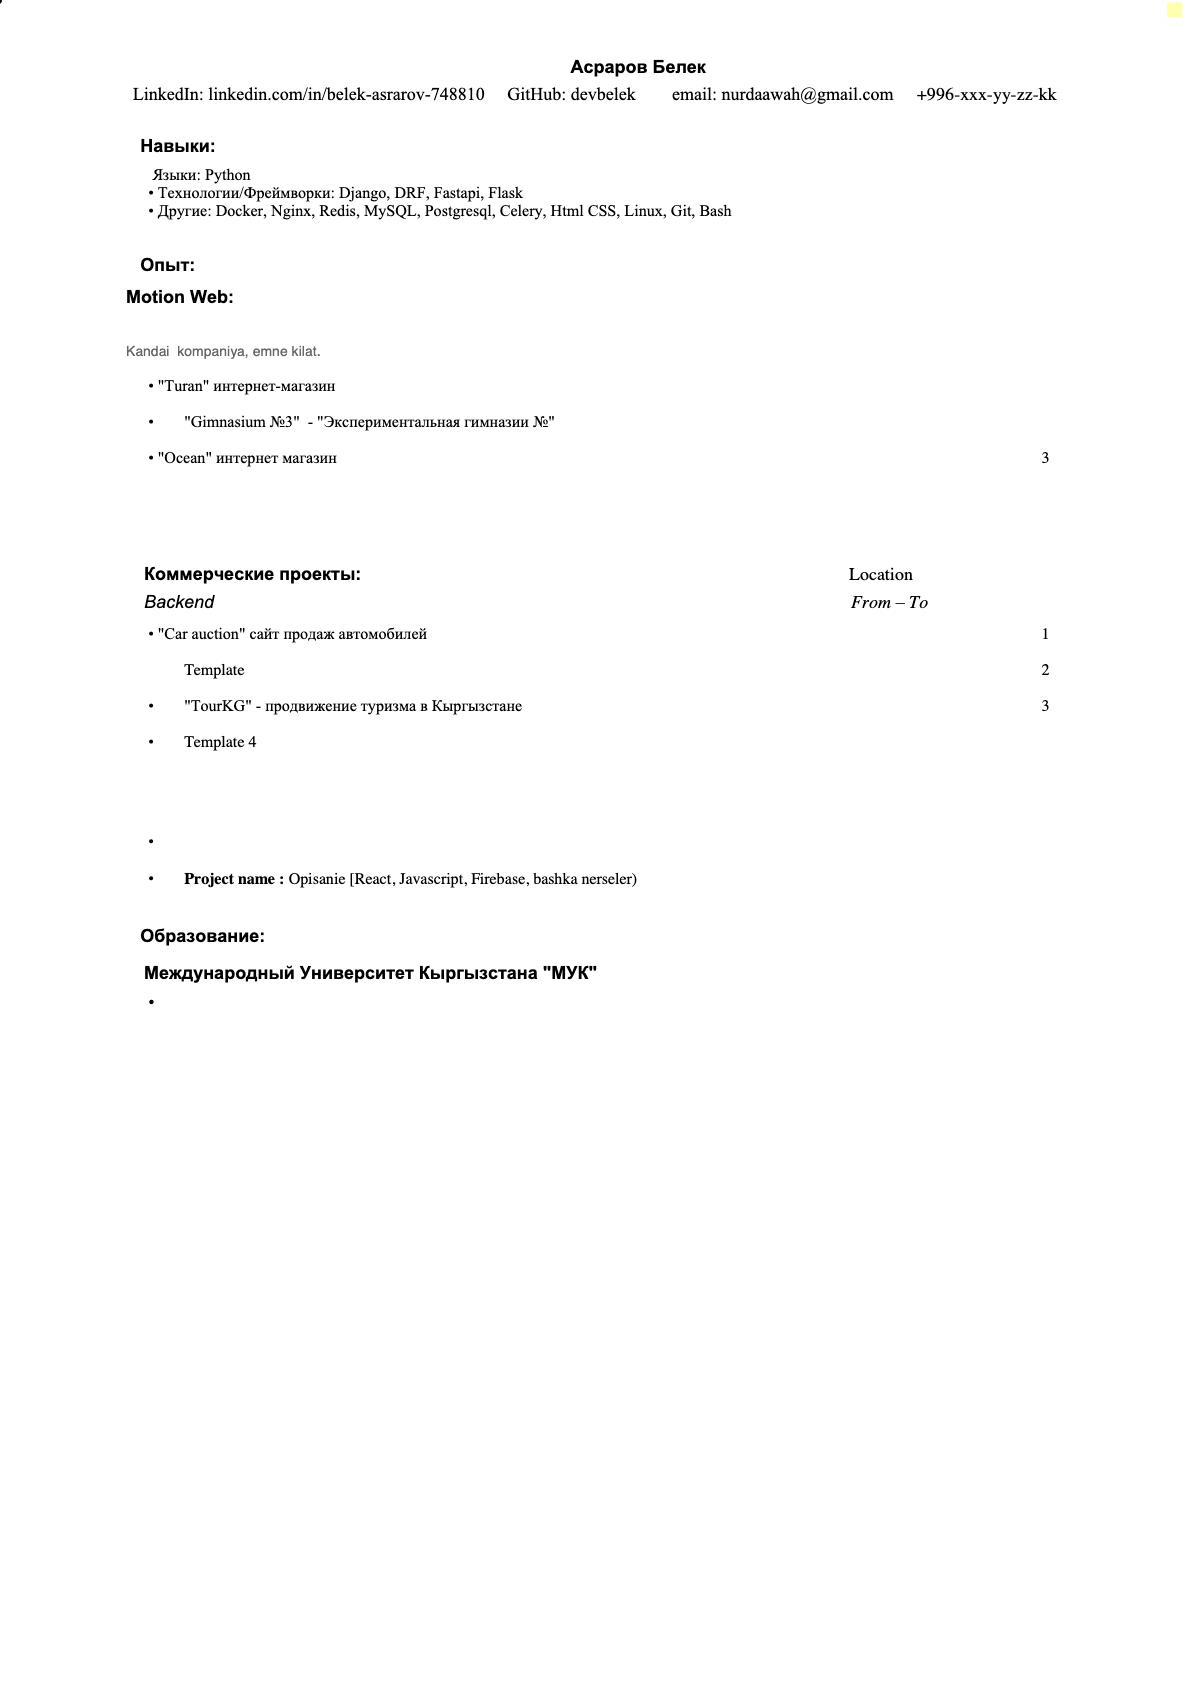 Асраров Белек
LinkedIn: linkedin.com/in/belek-asrarov-748810 GitHub: devbelek email: nurdaawah@gmail.com +996-xxx-yy-zz-kk
Навыки:
Языки: Python
• Технологии/Фреймворки: Django, DRF, Fastapi, Flask
• Другие: Docker, Nginx, Redis, MySQL, Postgresql, Celery, Html CSS, Linux, Git, Bash
Опыт:
Motion Web:
Kandai kompaniya, emne kilat.
• "Turan" интернет-магазин
• "Gimnasium №3" - "Экспериментальная гимназии №"
• "Ocean" интернет магазин 3
Коммерческие проекты: Location
Backend From – To
• "Car auction" сайт продаж автомобилей 1
Template 2
• "TourKG" - продвижение туризма в Кыргызстане 3
• Template 4
•
• Project name : Opisanie [React, Javascript, Firebase, bashka nerseler)
Образование:
Международный Университет Кыргызстана "МУК"
•